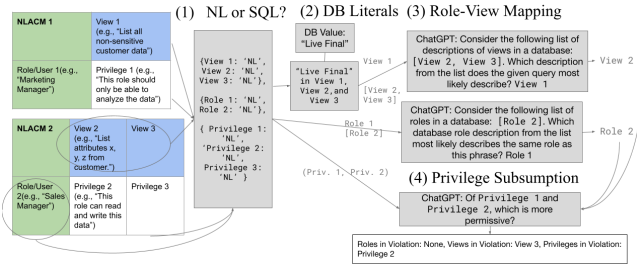 (1) NL or SQL?
(2) DB Literals
(3) Role-View Mapping
NLACM 1
View 1
(e.g., “List all
non-sensitive
customer data”)
Role/User 1(e.g.,
“Marketing
Manager”)
Privilege 1 (e.g.,
“This role should
only be able to
analyze the data”)
NLACM 2
View 2
(e.g., “List
attributes x,
y, z from
customer.”)
View 3
Role/User
2(e.g., “Sales
Manager”)
Privilege 2
(e.g., “This
role can read
and write this
data”)
Privilege 3
{View 1: 'NL',
View 2: 'NL',
View 3: 'NL'},
{Role 1: 'NL',
Role 2: 'NL'},
{ Privilege 1:
'NL',
'Privilege 2:
'NL',
Privilege 3:
'NL' }
DB Value:
“Live Final”
“Live Final”
in View 1,
View 2,and
View 3
View 1
[View 2,
View 3]
ChatGPT: Consider the following list of
descriptions of views in a database:
[View 2, View 3]. Which description
from the list does the given query most
likely describe? View 1
View 2
Role 1
[Role 2]
ChatGPT: Consider the following list of
roles in a database: [Role 2]. Which
database role description from the list
most likely describes the same role as
this phrase? Role 1
Role 2
(Priv. 1, Priv. 2)
(4) Privilege Subsumption
ChatGPT: Of Privilege 1 and
Privilege 2, which is more
permissive?
Roles in Violation: None, Views in Violation: View 3, Privileges in Violation:
Privilege 2